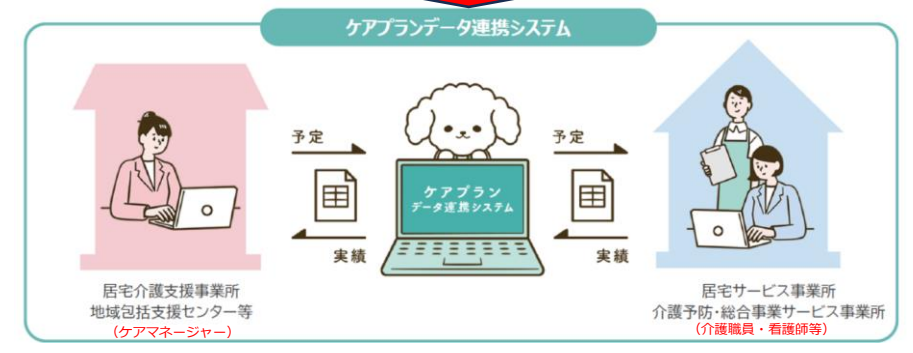 ケアプランデータ連携システム
予定
実績
ケアプラン
データ連携システム
予定
実績
居宅介護支援事業所
地域包括支援センター等
（ケアマネージャー）
居宅サービス事業所
介護予防・総合事業サービス事業所
（介護職員・看護師等）